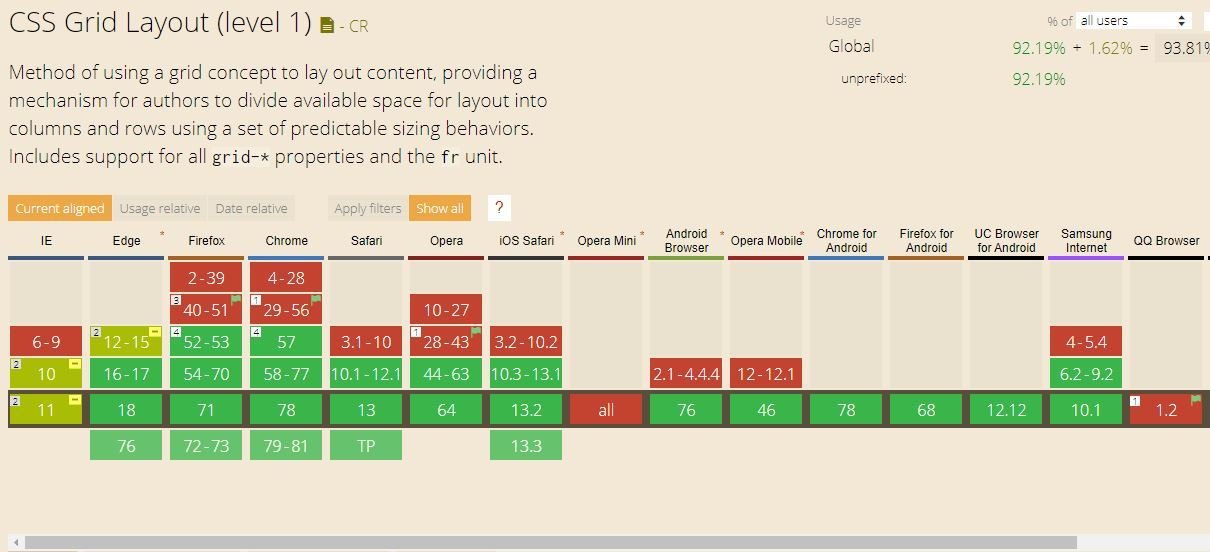 CSS Grid Layout (level 1) - CR
Usage % of all users
Global 92.19% + 1.62% = 93.81%
unprefixed: 92.19%
Method of using a grid concept to lay out content, providing a
mechanism for authors to divide available space for layout into
columns and rows using a set of predictable sizing behaviors.
Includes support for all grid-* properties and the fr unit.
Current aligned Usage relative Date relative Apply filters Show all ?
IE Edge * Firefox Chrome Safari Opera iOS Safari * Opera Mini * Android Browser * Opera Mobile * Chrome for Android Firefox for Android UC Browser for Android Samsung Internet QQ Browser
2-39 4-28
3 40-51 1 29-56 10-27
6-9 2 12-15 4 52-53 4 57 3.1-10 1 28-43 3.2-10.2 4-5.4
2 10 16-17 54-70 58-77 10.1-12.1 44-63 10.3-13.1 2.1-4.4.4 12-12.1 6.2-9.2
2 11 18 71 78 13 64 13.2 all 76 46 78 68 12.12 10.1 1 1.2
76 72-73 79-81 TP 13.3